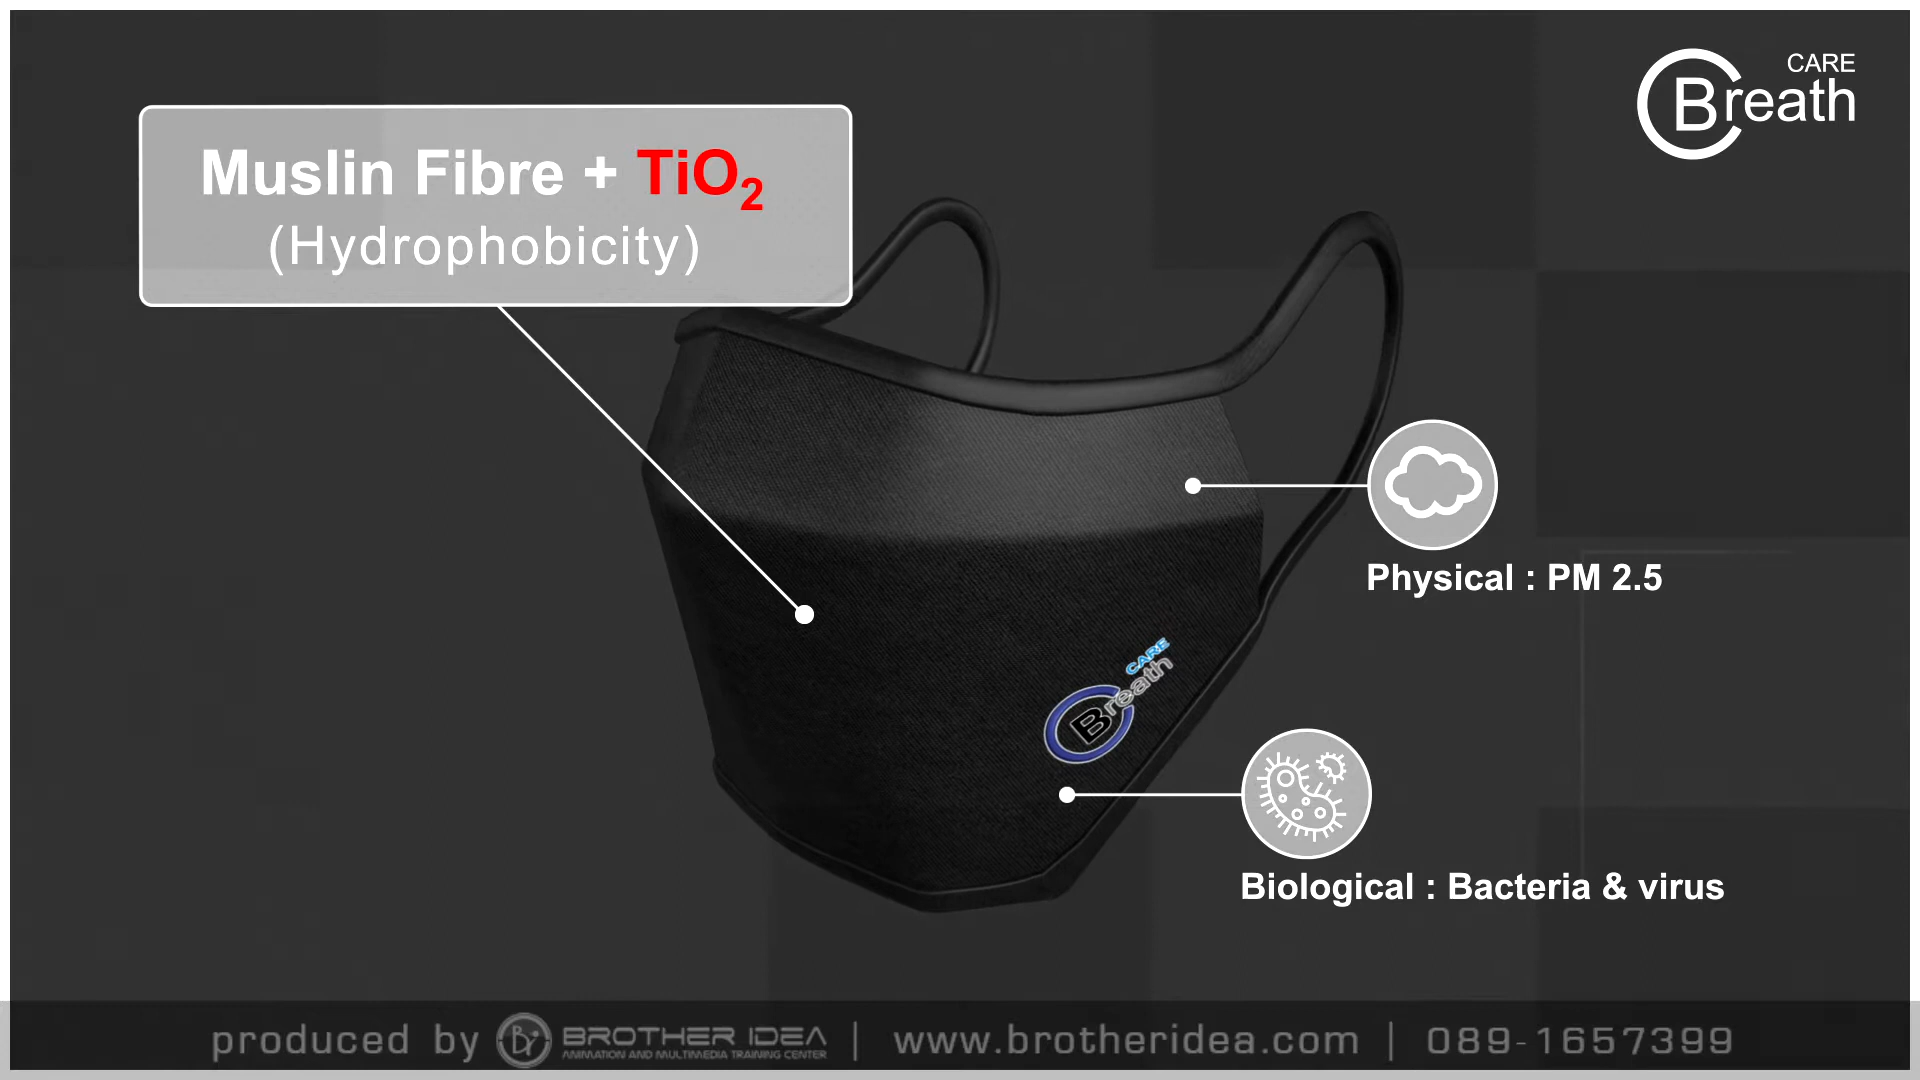 CARE
Breath
Muslin Fibre + TiO₂
(Hydrophobicity)
Physical : PM 2.5
CARE
Breath
Biological : Bacteria & virus
produced by BROTHER IDEA | www.brotheridea.com | 089-1657399
ANIMATION AND MULTIMEDIA TRAINING CENTER